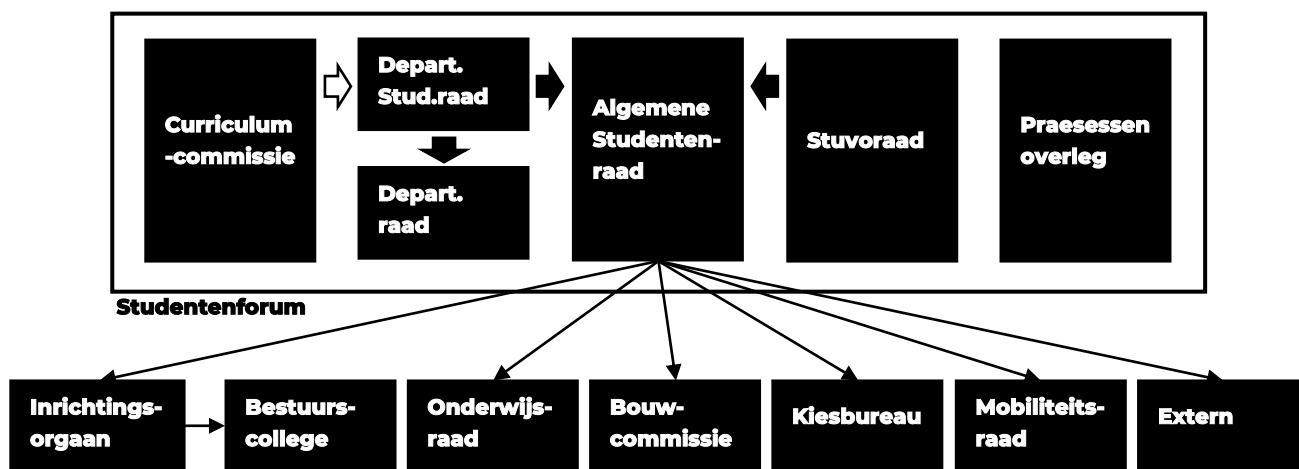 Curriculum
-commissie
Depart.
Stud.raad
Depart.
raad
Algemene
Studenten-
raad
Stuvoraad
Praesessen
overleg
Studentenforum
Inrichtings-
orgaan
Bestuurs-
college
Onderwijs-
raad
Bouw-
commissie
Kiesbureau
Mobiliteits-
raad
Extern